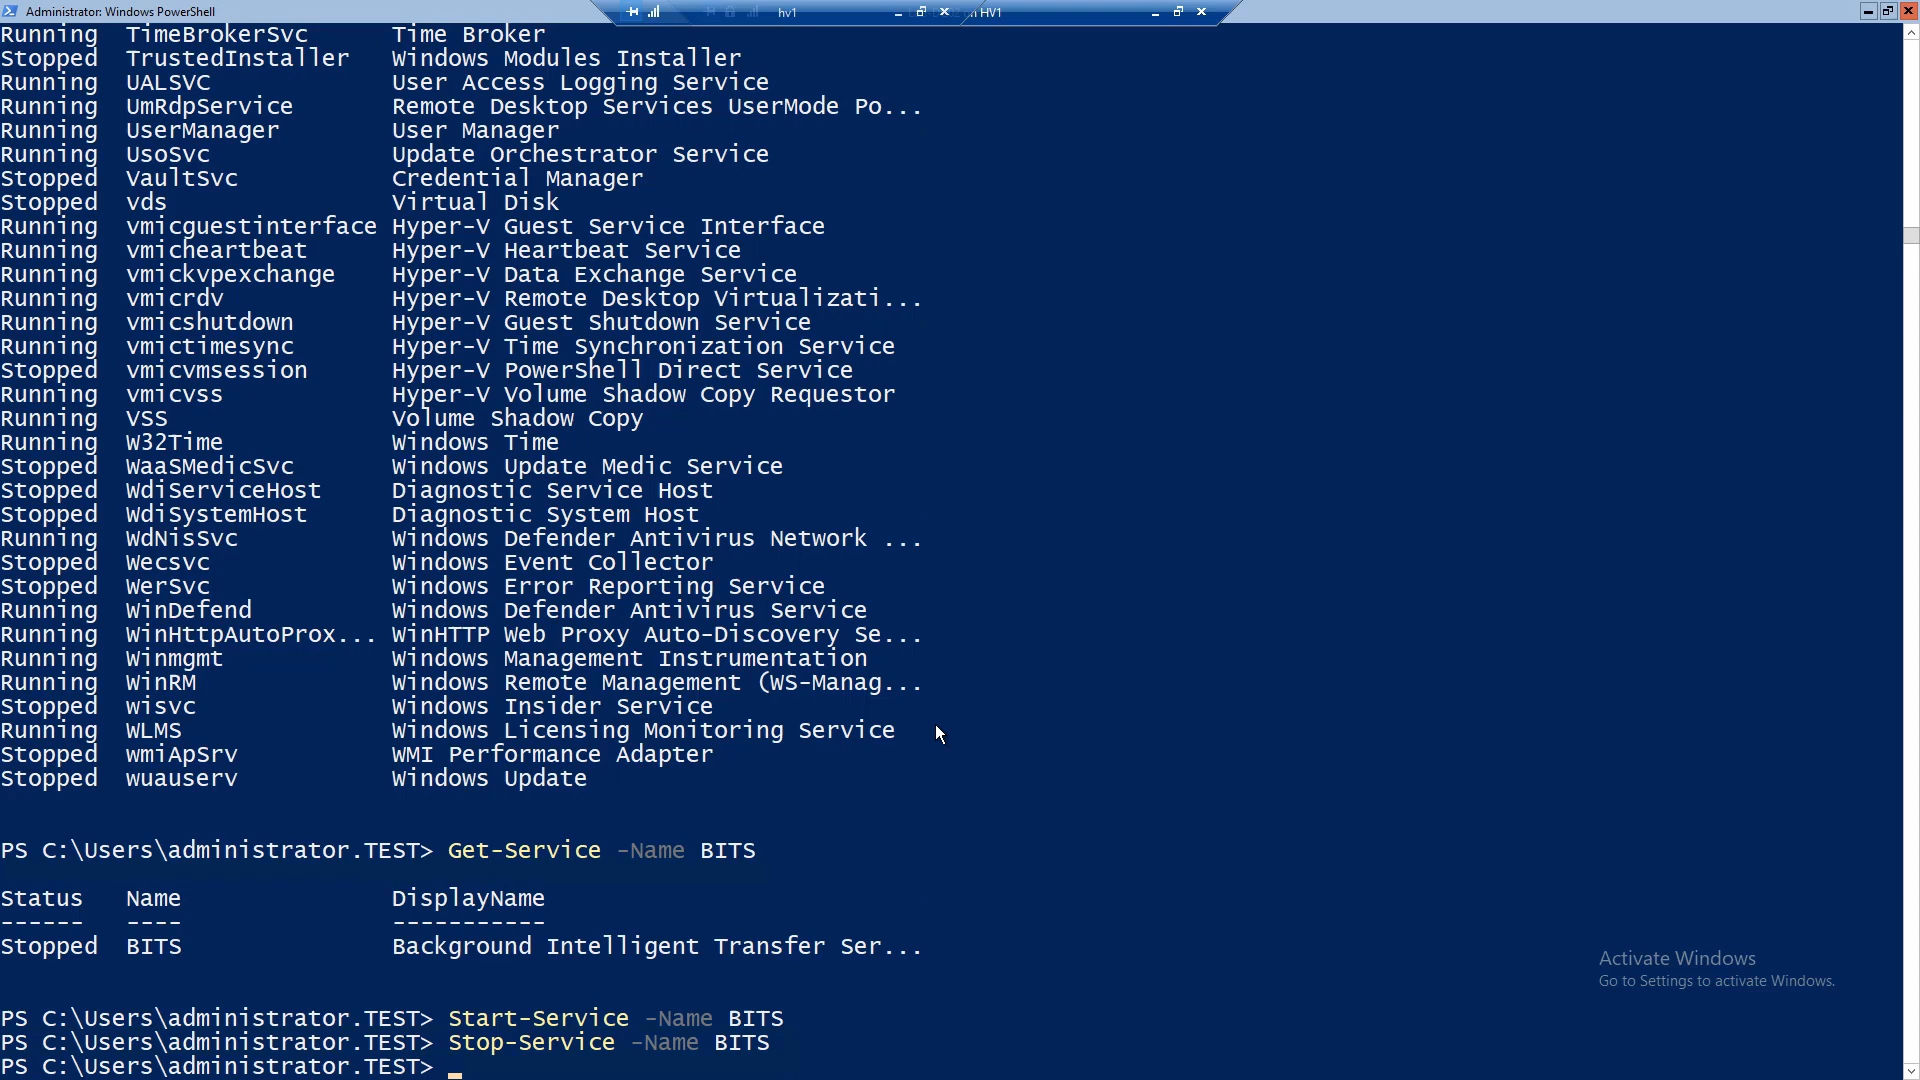 Administrator: Windows PowerShell
hv1
on HV1
Running TimeBrokerSvc Time Broker
Stopped TrustedInstaller Windows Modules Installer
Running UALSVC User Access Logging Service
Running UmRdpService Remote Desktop Services UserMode Po...
Running UserManager User Manager
Running UsoSvc Update Orchestrator Service
Stopped VaultSvc Credential Manager
Stopped vds Virtual Disk
Running vmicguestinterface Hyper-V Guest Service Interface
Running vmicheartbeat Hyper-V Heartbeat Service
Running vmickvpexchange Hyper-V Data Exchange Service
Running vmicrdv Hyper-V Remote Desktop Virtualizati...
Running vmicshutdown Hyper-V Guest Shutdown Service
Running vmictimesync Hyper-V Time Synchronization Service
Stopped vmicvmsession Hyper-V PowerShell Direct Service
Running vmicvss Hyper-V Volume Shadow Copy Requestor
Running VSS Volume Shadow Copy
Running W32Time Windows Time
Stopped WaaSMedicSvc Windows Update Medic Service
Stopped WdiServiceHost Diagnostic Service Host
Stopped WdiSystemHost Diagnostic System Host
Running WdNisSvc Windows Defender Antivirus Network ...
Stopped Wecsvc Windows Event Collector
Stopped WerSvc Windows Error Reporting Service
Running WinDefend Windows Defender Antivirus Service
Running WinHttpAutoProx... WinHTTP Web Proxy Auto-Discovery Se...
Running Winmgmt Windows Management Instrumentation
Running WinRM Windows Remote Management (WS-Manag...
Stopped wisvc Windows Insider Service
Running WLMS Windows Licensing Monitoring Service
Stopped wmiApSrv WMI Performance Adapter
Stopped wuauserv Windows Update
PS C:\Users\administrator.TEST> Get-Service -Name BITS
Status Name DisplayName
------ ---- -----------
Stopped BITS Background Intelligent Transfer Ser...
Activate Windows
Go to Settings to activate Windows.
PS C:\Users\administrator.TEST> Start-Service -Name BITS
PS C:\Users\administrator.TEST> Stop-Service -Name BITS
PS C:\Users\administrator.TEST>